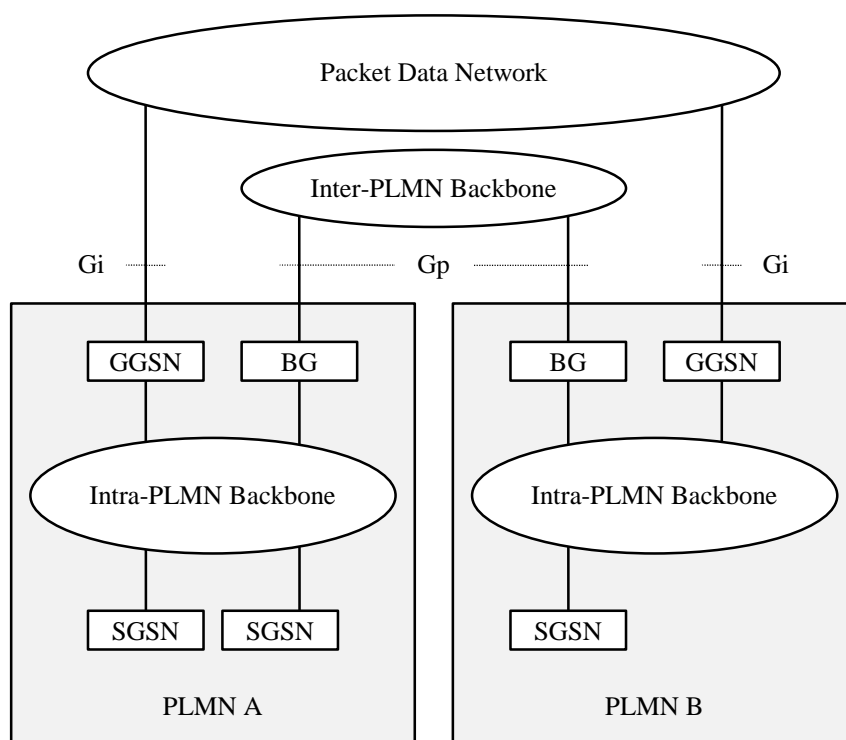 Packet Data Network
Inter-PLMN Backbone
Gi
Gp
Gi
GGSN
BG
BG
GGSN
Intra-PLMN Backbone
Intra-PLMN Backbone
SGSN
SGSN
SGSN
PLMN A
PLMN B